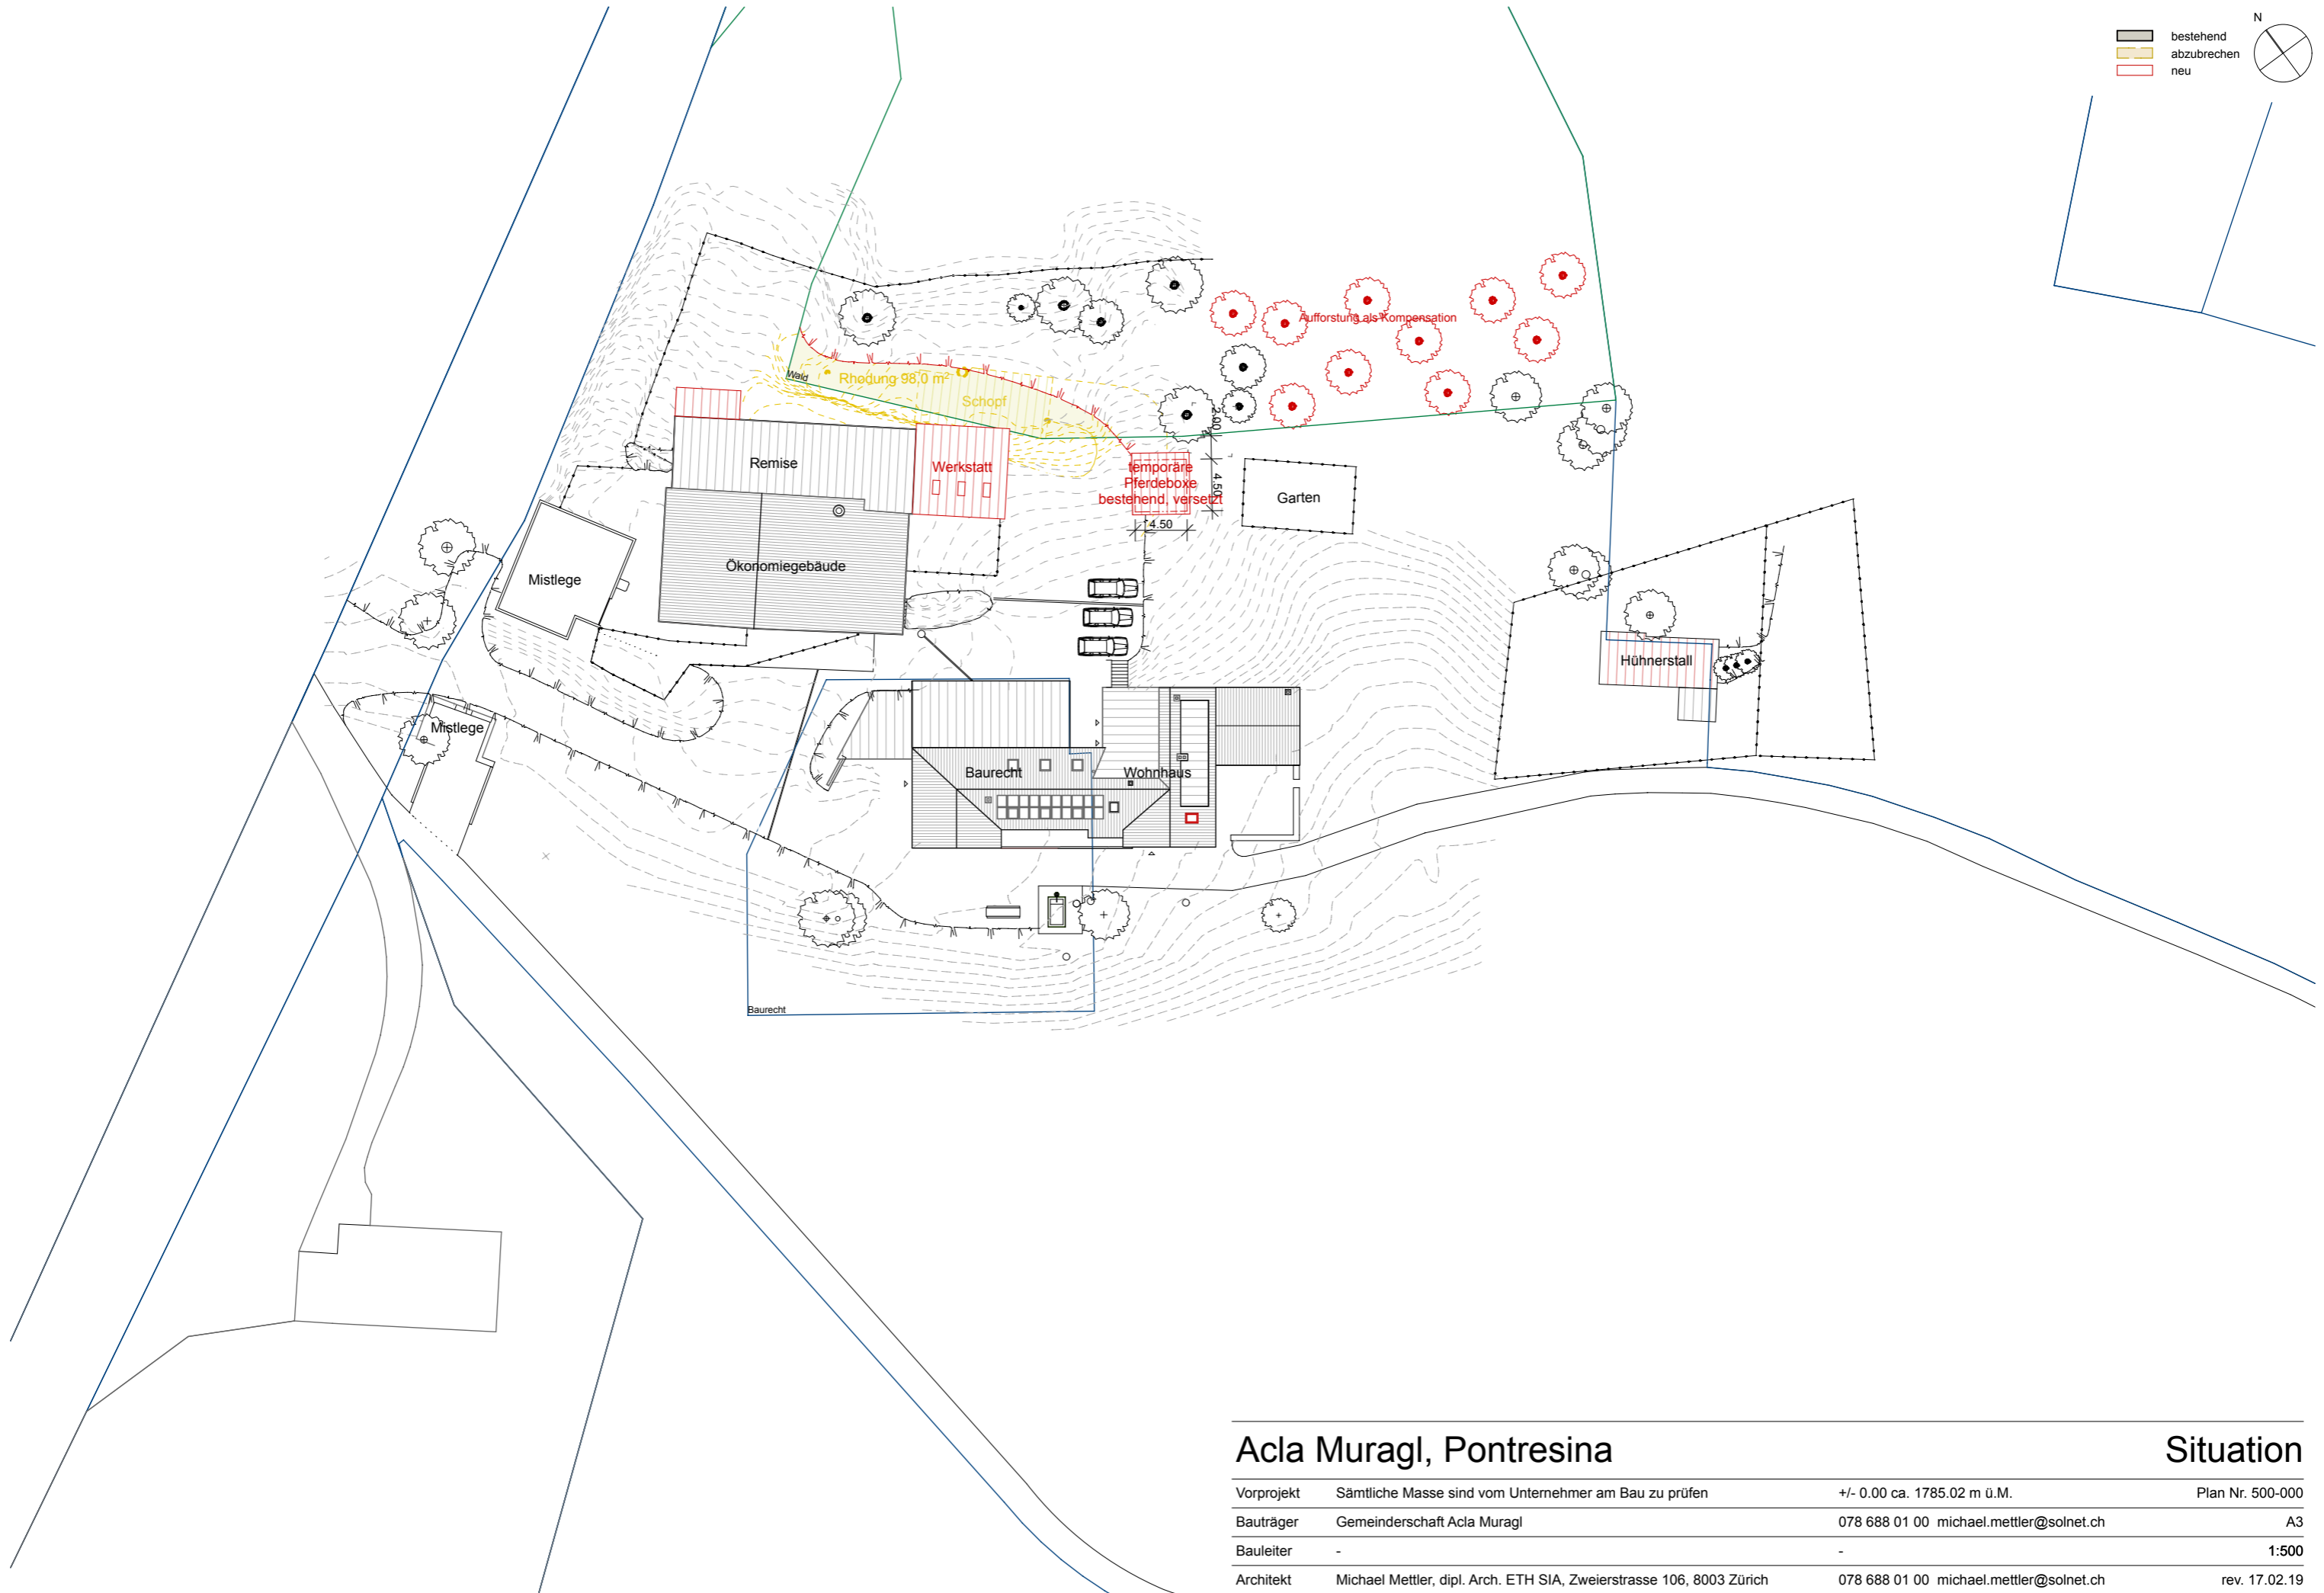 N
bestehend
abzubrechen
neu
Aufforstung als Kompensation
Wald
Rhodung 98,0 m²
Schopf
2.00
Remise
Werkstatt
temporäre
Pferdeboxe
bestehend, versetzt
4.50
4.50
Garten
Ökonomiegebäude
Mistlege
Hühnerstall
Mistlege
Baurecht
Wohnhaus
Baurecht
Acla Muragl, Pontresina
Situation
Vorprojekt Sämtliche Masse sind vom Unternehmer am Bau zu prüfen +/- 0.00 ca. 1785.02 m ü.M. Plan Nr. 500-000
Bauträger Gemeinderschaft Acla Muragl 078 688 01 00 michael.mettler@solnet.ch A3
Bauleiter - - 1:500
Architekt Michael Mettler, dipl. Arch. ETH SIA, Zweierstrasse 106, 8003 Zürich 078 688 01 00 michael.mettler@solnet.ch rev. 17.02.19